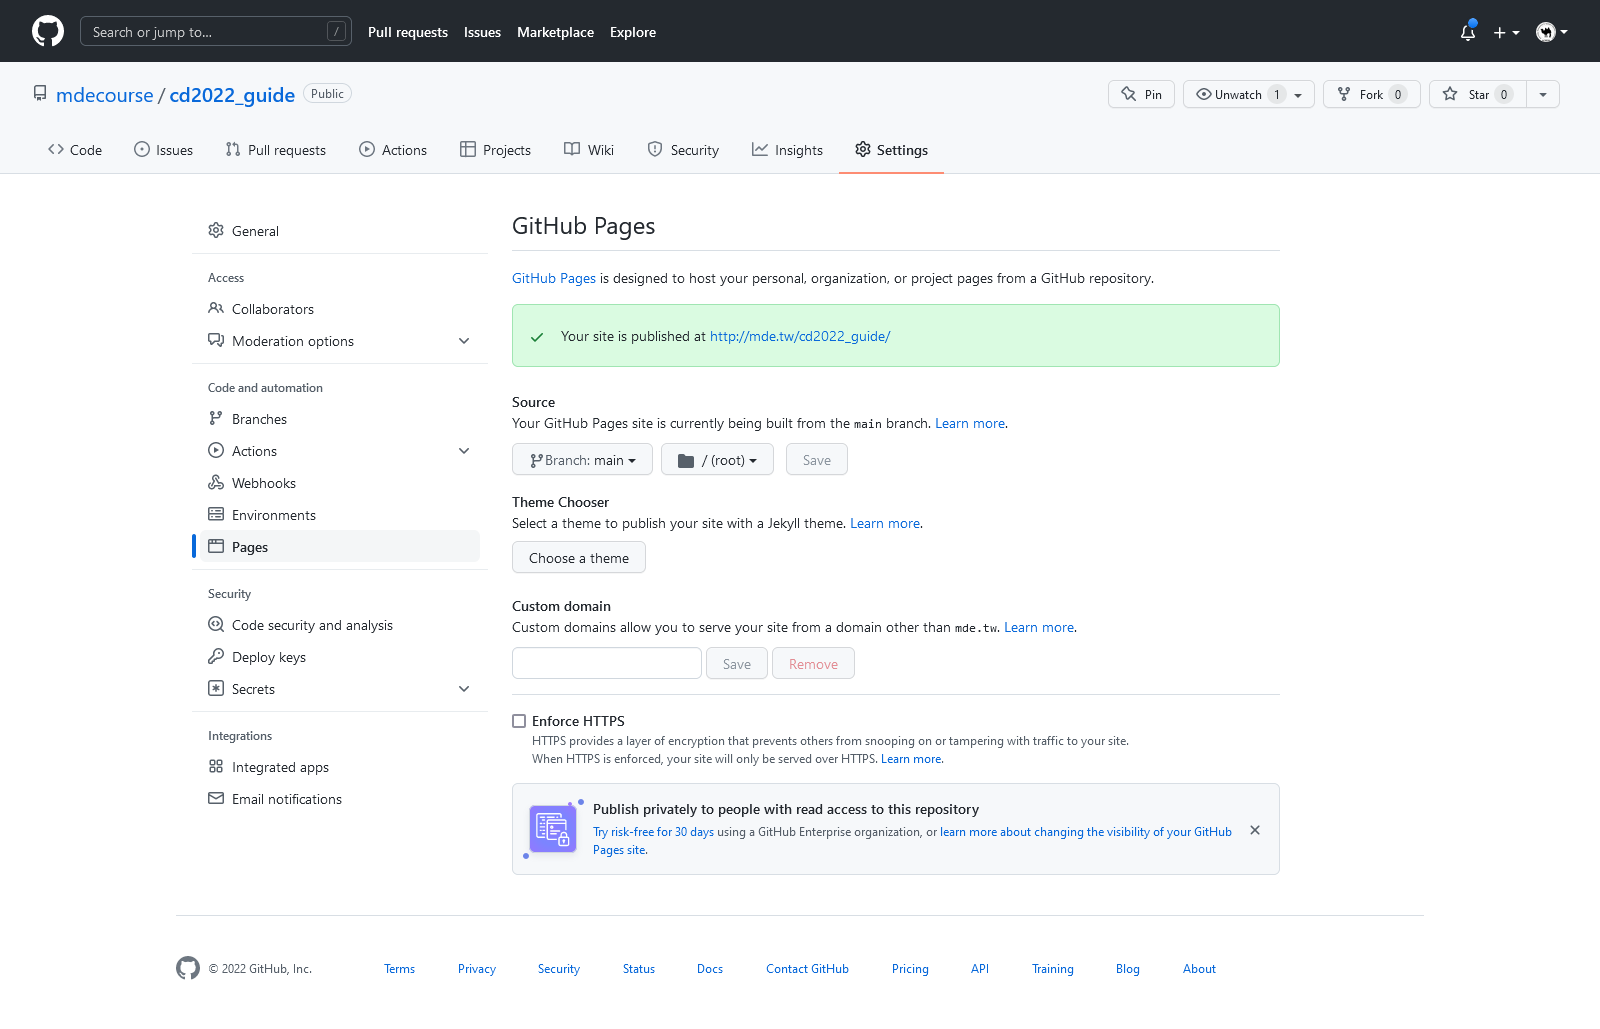 Search or jump to... /
Pull requests Issues Marketplace Explore
mdecourse / cd2022_guide Public
Pin Unwatch 1 Fork 0 Star 0
Code Issues Pull requests Actions Projects Wiki Security Insights Settings
General
Access
Collaborators
Moderation options
Code and automation
Branches
Actions
Webhooks
Environments
Pages
Security
Code security and analysis
Deploy keys
Secrets
Integrations
Integrated apps
Email notifications
GitHub Pages
GitHub Pages is designed to host your personal, organization, or project pages from a GitHub repository.
Your site is published at http://mde.tw/cd2022_guide/
Source
Your GitHub Pages site is currently being built from the main branch. Learn more.
Branch: main / (root) Save
Theme Chooser
Select a theme to publish your site with a Jekyll theme. Learn more.
Choose a theme
Custom domain
Custom domains allow you to serve your site from a domain other than mde.tw. Learn more.
Save Remove
Enforce HTTPS
HTTPS provides a layer of encryption that prevents others from snooping on or tampering with traffic to your site.
When HTTPS is enforced, your site will only be served over HTTPS. Learn more.
Publish privately to people with read access to this repository
Try risk-free for 30 days using a GitHub Enterprise organization, or learn more about changing the visibility of your GitHub
Pages site.
© 2022 GitHub, Inc. Terms Privacy Security Status Docs Contact GitHub Pricing API Training Blog About